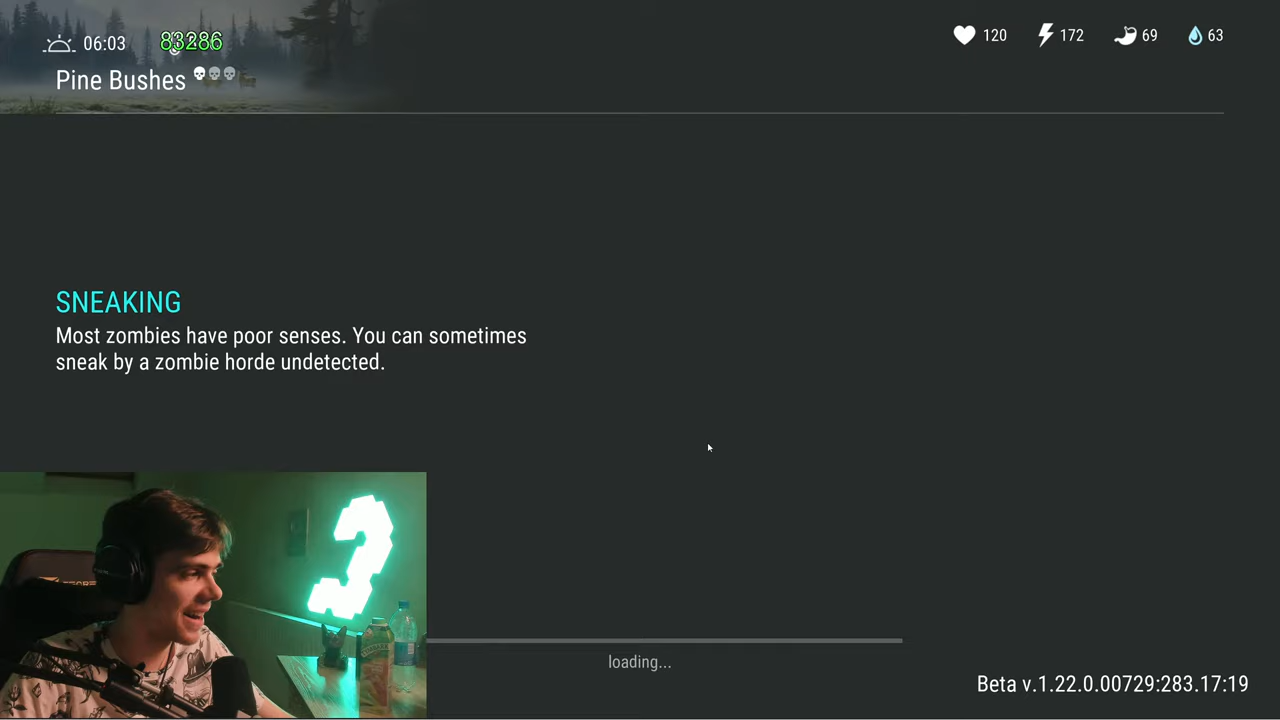 06:03
83286
120
172
69
63
Pine Bushes
SNEAKING
Most zombies have poor senses. You can sometimes
sneak by a zombie horde undetected.
loading...
Beta v.1.22.0.00729:283.17:19